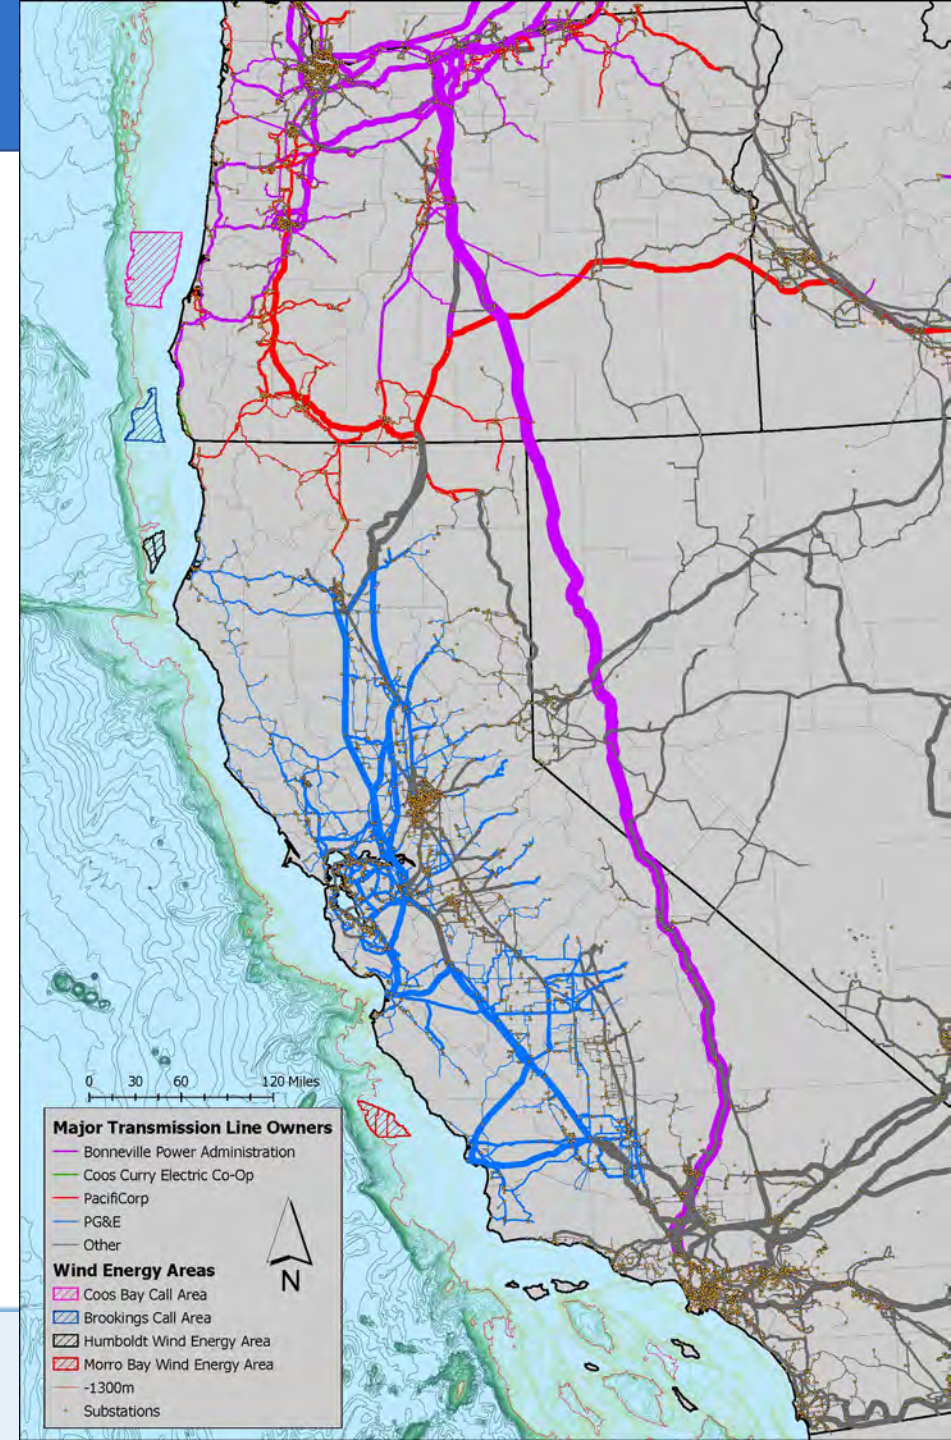 0 30 60 120 Miles
Major Transmission Line Owners
Bonneville Power Administration
Coos Curry Electric Co-Op
PacifiCorp
PG&E
Other
N
Wind Energy Areas
Coos Bay Call Area
Brookings Call Area
Humboldt Wind Energy Area
Morro Bay Wind Energy Area
-1300m
Substations